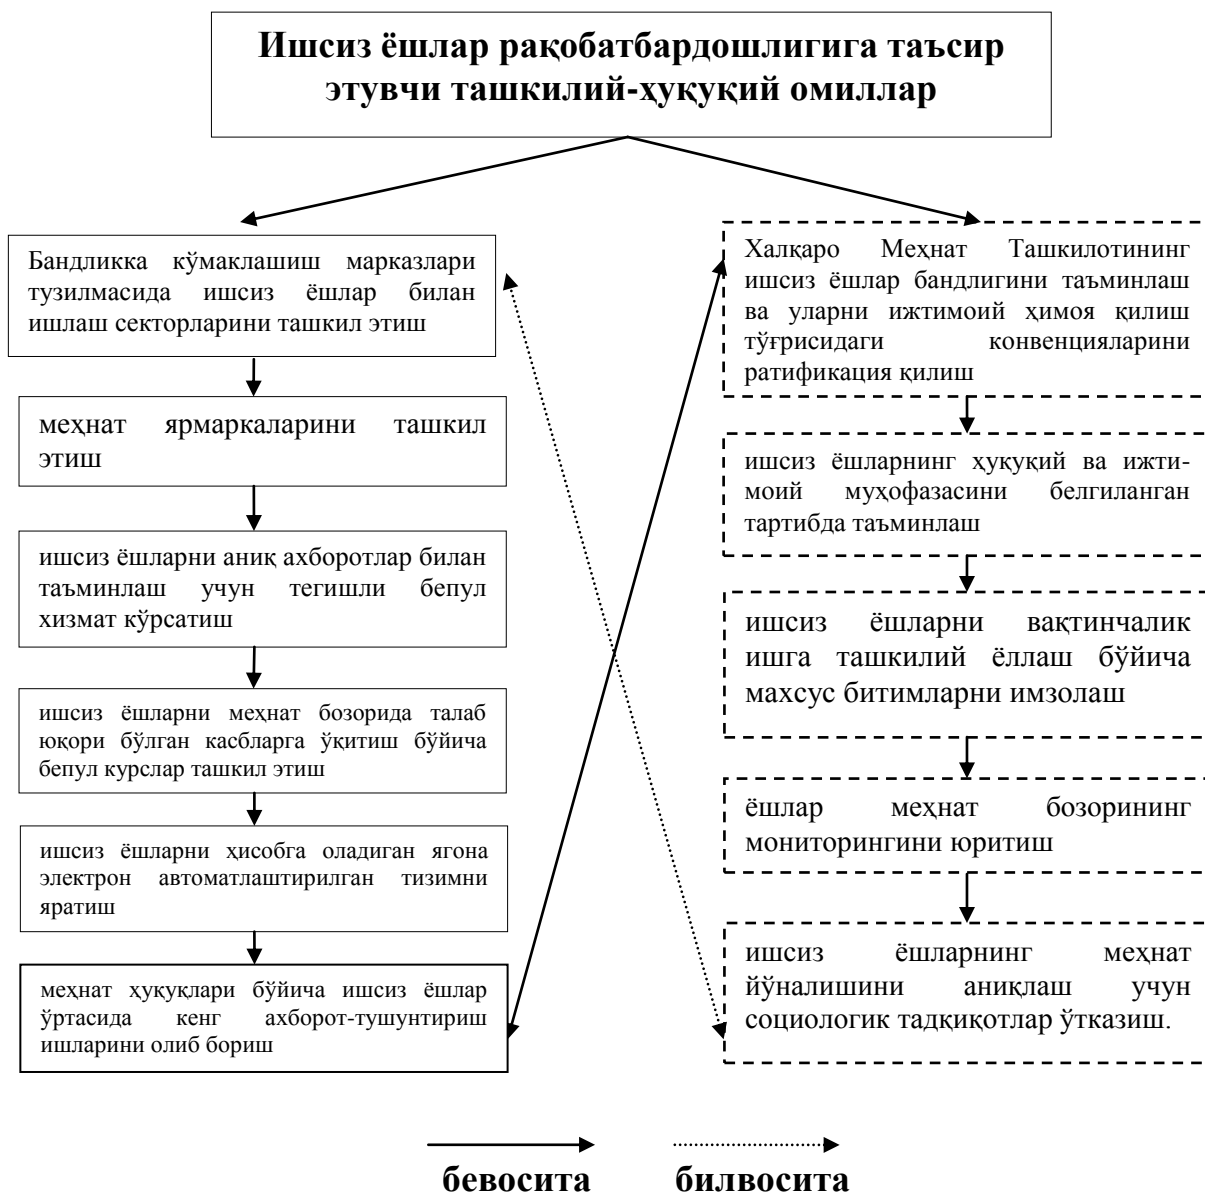 Ишсиз ёшлар рақобатбардошлигига таъсир
этувчи ташкилий-ҳуқуқий омиллар
Бандликка кўмаклашиш марказлари
тузилмасида ишсиз ёшлар билан
ишлаш секторларини ташкил этиш
меҳнат ярмаркаларини ташкил
этиш
ишсиз ёшларни аниқ ахборотлар билан
таъминлаш учун тегишли бепул
хизмат кўрсатиш
ишсиз ёшларни меҳнат бозорида талаб
юқори бўлган касбларга ўқитиш бўйича
бепул курслар ташкил этиш
ишсиз ёшларни ҳисобга оладиган ягона
электрон автоматлаштирилган тизимни
яратиш
меҳнат ҳуқуқлари бўйича ишсиз ёшлар
ўртасида кенг ахборот-тушунтириш
ишларини олиб бориш
Халқаро Меҳнат Ташкилотининг
ишсиз ёшлар бандлигини таъминлаш
ва уларни ижтимоий ҳимоя қилиш
тўғрисидаги конвенцияларини
ратификация қилиш
ишсиз ёшларнинг ҳуқуқий ва ижти-
моий муҳофазасини белгиланган
тартибда таъминлаш
ишсиз ёшларни вақтинчалик
ишга ташкилий ёллаш бўйича
махсус битимларни имзолаш
ёшлар меҳнат бозорининг
мониторингини юритиш
ишсиз ёшларнинг меҳнат
йўналишини аниқлаш учун
социологик тадқиқотлар ўтказиш.
бевосита билвосита